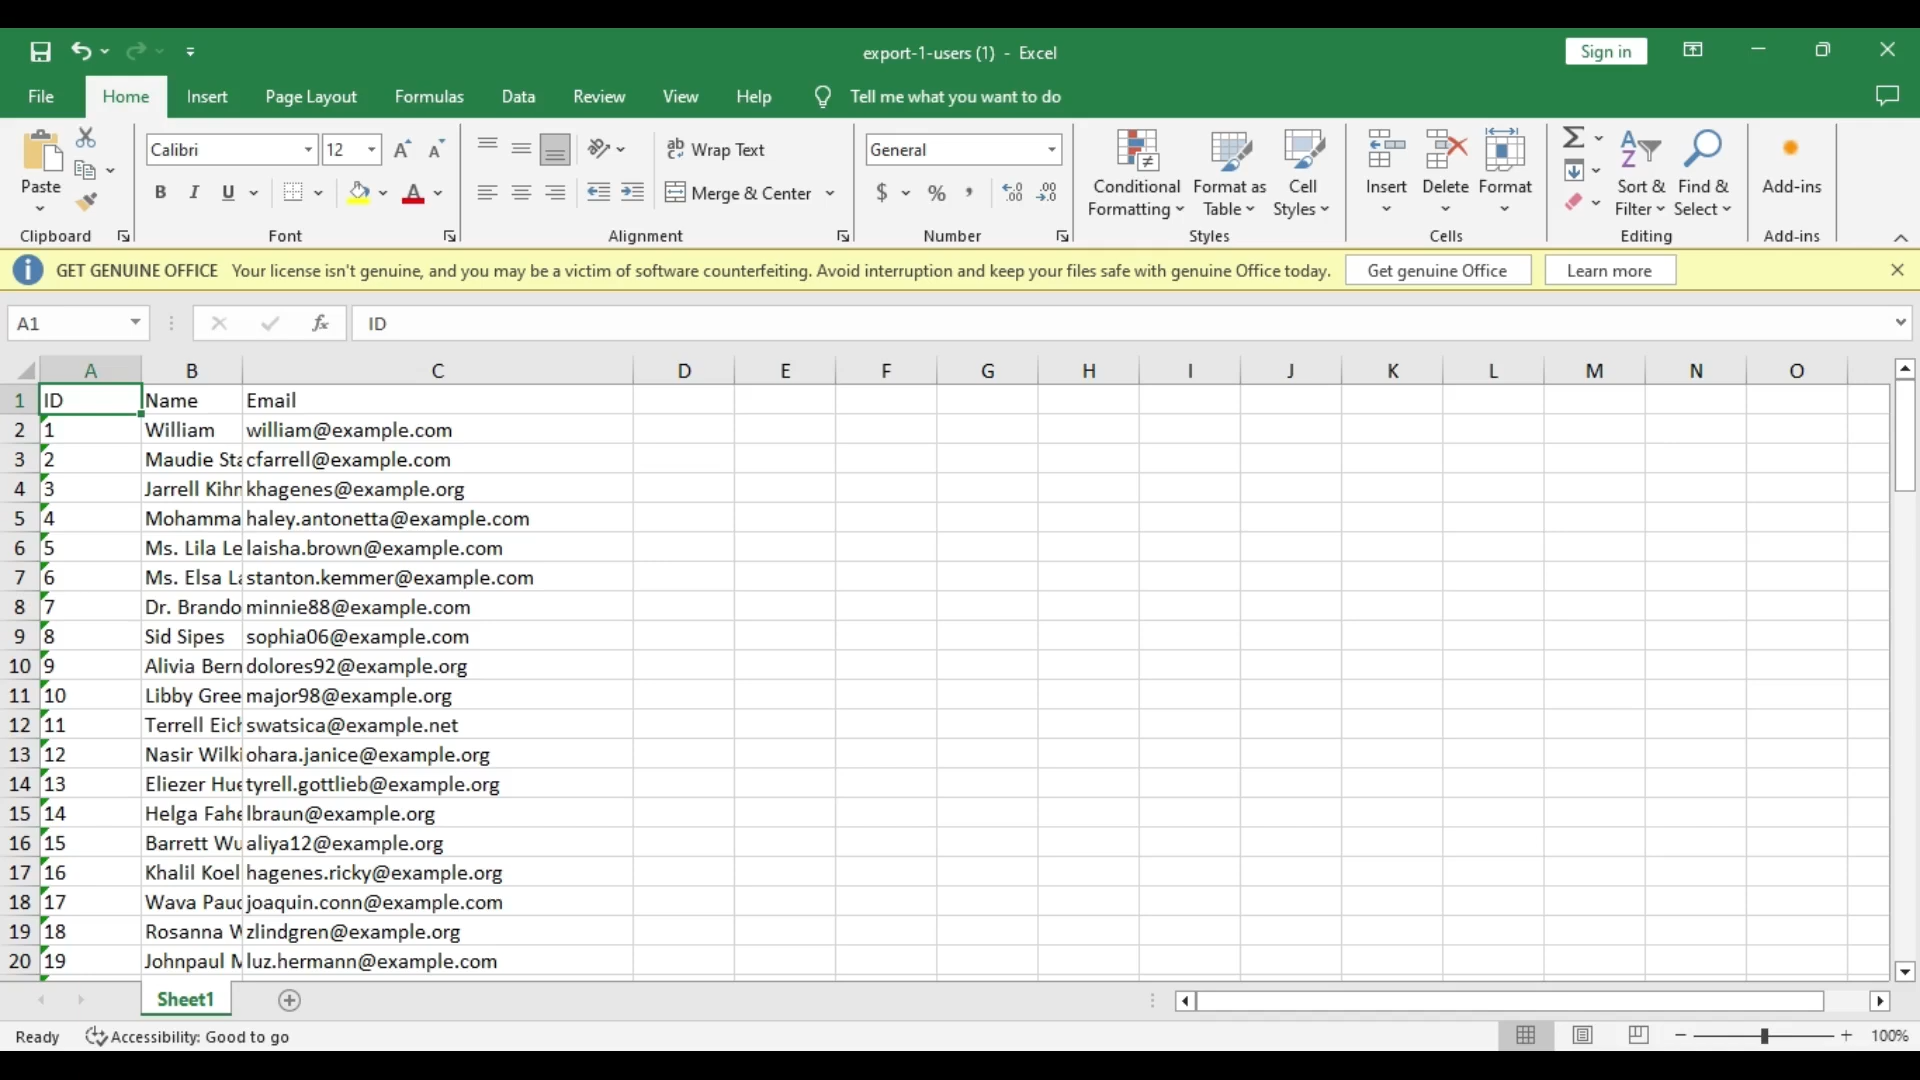 export-1-users (1) - Excel
Sign in
File Home Insert Page Layout Formulas Data Review View Help Tell me what you want to do
Paste
Clipboard
Calibri 12
B I U
Font
Wrap Text
Merge & Center
Alignment
General
$ %
Number
Conditional Formatting
Format as Table
Cell Styles
Styles
Insert
Delete
Format
Cells
Sort & Filter
Find & Select
Editing
Add-ins
Add-ins
GET GENUINE OFFICE Your license isn't genuine, and you may be a victim of software counterfeiting. Avoid interruption and keep your files safe with genuine Office today. Get genuine Office Learn more
A1 fx ID
A B C D E F G H I J K L M N O
1 ID Name Email
2 1 William william@example.com
3 2 Maudie Sta cfarrell@example.com
4 3 Jarrell Kihn khagenes@example.org
5 4 Mohamma haley.antonetta@example.com
6 5 Ms. Lila Le laisha.brown@example.com
7 6 Ms. Elsa La stanton.kemmer@example.com
8 7 Dr. Brando minnie88@example.com
9 8 Sid Sipes sophia06@example.com
10 9 Alivia Bern dolores92@example.org
11 10 Libby Gree major98@example.org
12 11 Terrell Eich swatsica@example.net
13 12 Nasir Wilki ohara.janice@example.org
14 13 Eliezer Hue tyrell.gottlieb@example.org
15 14 Helga Fahe lbraun@example.org
16 15 Barrett Wu aliya12@example.org
17 16 Khalil Koel hagenes.ricky@example.org
18 17 Wava Pauc joaquin.conn@example.com
19 18 Rosanna W zlindgren@example.org
20 19 Johnpaul M luz.hermann@example.com
Sheet1
Ready Accessibility: Good to go 100%